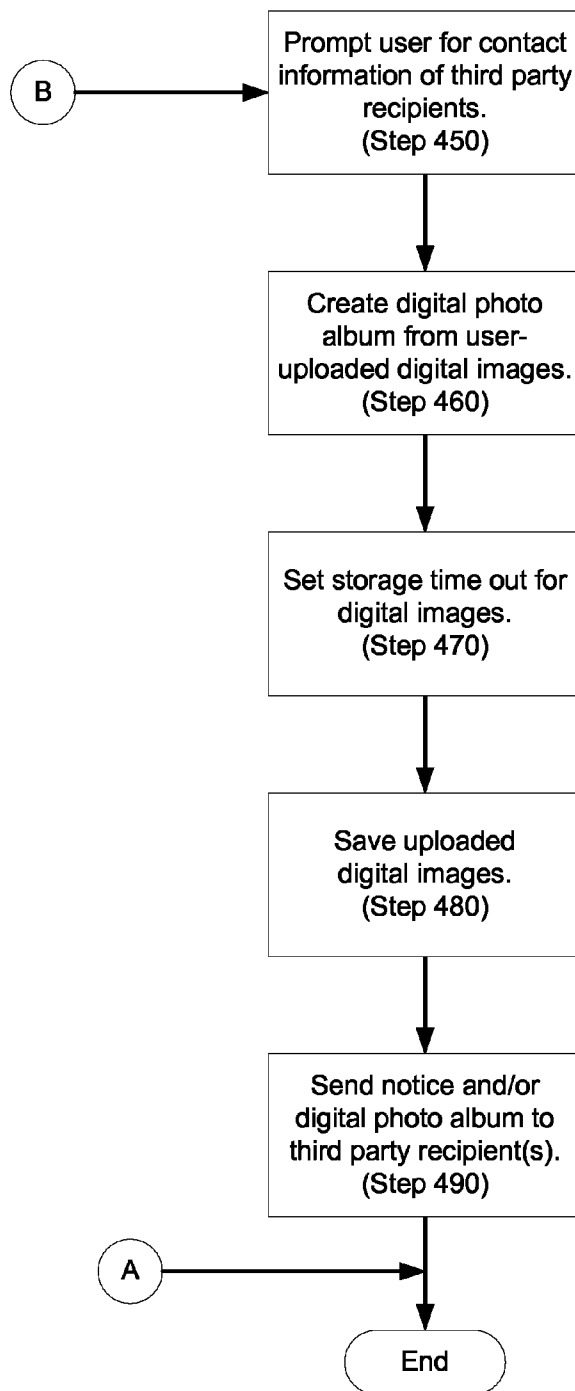 Prompt user for contact
information of third party
recipients.
(Step 450)
B
Create digital photo
album from user-
uploaded digital images.
(Step 460)
Set storage time out for
digital images.
(Step 470)
Save uploaded
digital images.
(Step 480)
Send notice and/or
digital photo album to
third party recipient(s).
(Step 490)
A
End